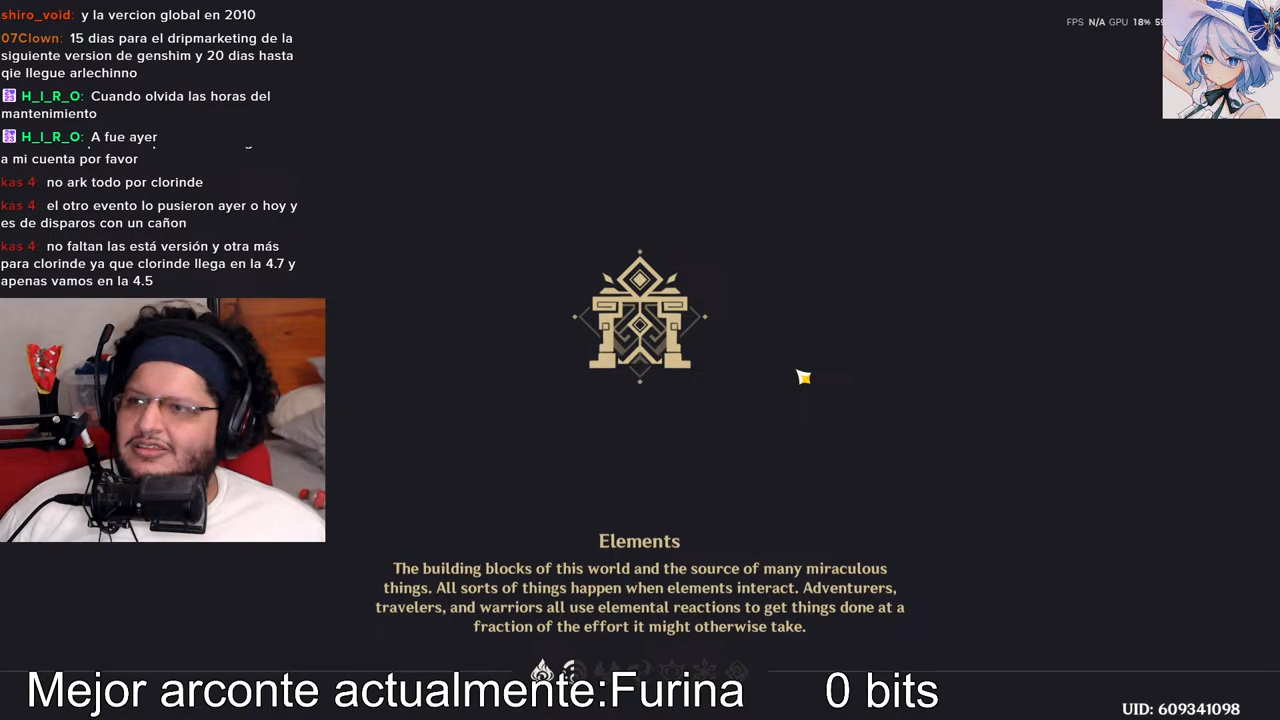 shiro_void: y la vercion global en 2010
07Clown: 15 dias para el dripmarketing de la
siguiente version de genshim y 20 dias hasta
qie llegue arlechinno
H_I_R_O: Cuando olvida las horas del
mantenimiento
H_I_R_O: A fue ayer
a mi cuenta por favor
kas 4: no ark todo por clorinde
kas 4: el otro evento lo pusieron ayer o hoy y
es de disparos con un cañon
kas 4: no faltan las está versión y otra más
para clorinde ya que clorinde llega en la 4.7 y
apenas vamos en la 4.5
FPS N/A GPU 18%
Elements
The building blocks of this world and the source of many miraculous
things. All sorts of things happen when elements interact. Adventurers,
travelers, and warriors all use elemental reactions to get things done at a
fraction of the effort it might otherwise take.
Mejor arconte actualmente:Furina 0 bits
UID: 609341098